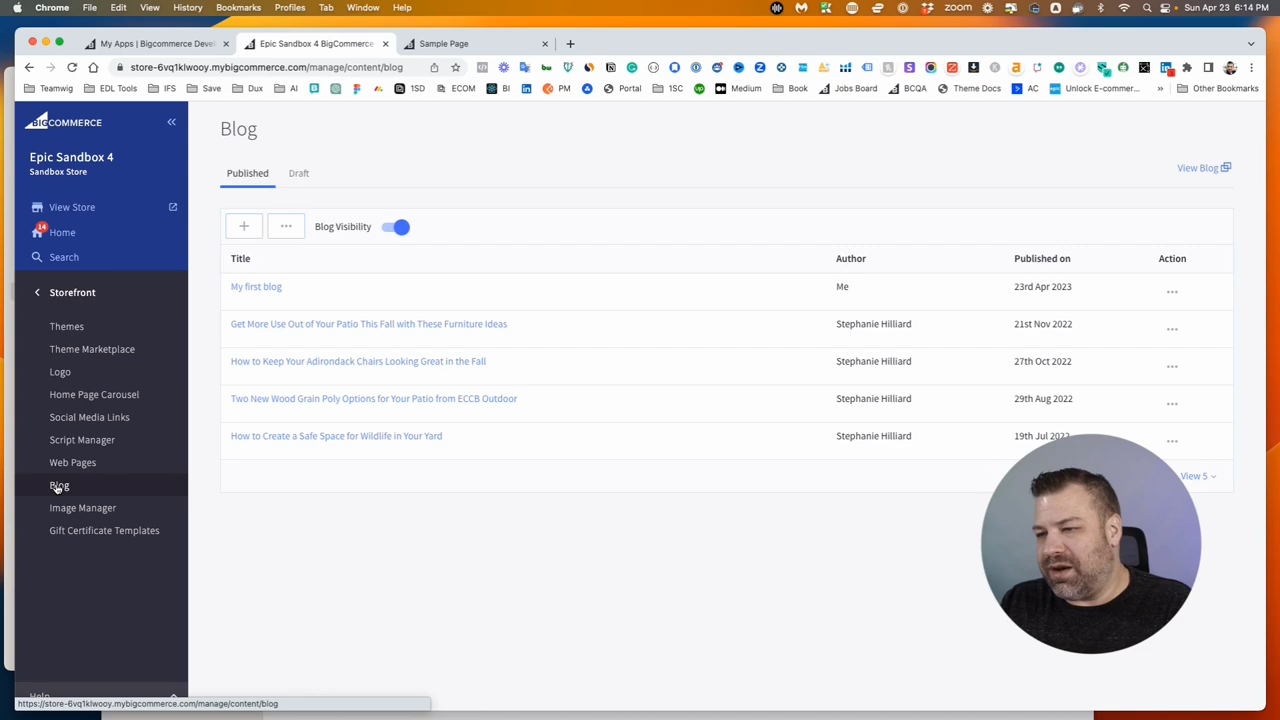 Chrome File Edit View History Bookmarks Profiles Tab Window Help ZOOM Sun Apr 23 6:14 PM
My Apps | Bigcommerce Devel Epic Sandbox 4 BigCommerce Sample Page
store-6vq1klwooy.mybigcommerce.com/manage/content/blog
Teamwig EDL Tools IFS Save Dux AI 1SD ECOM BI PM Portal 1SC Medium Book Jobs Board BCQA Theme Docs AC Unlock E-commer... » Other Bookmarks
BIGCOMMERCE
Epic Sandbox 4
Sandbox Store
View Store
14
Home
Search
Storefront
Themes
Theme Marketplace
Logo
Home Page Carousel
Social Media Links
Script Manager
Web Pages
Blog
Image Manager
Gift Certificate Templates
Help
Blog
Published Draft
View Blog
Blog Visibility
Title Author Published on Action
My first blog Me 23rd Apr 2023
Get More Use Out of Your Patio This Fall with These Furniture Ideas Stephanie Hilliard 21st Nov 2022
How to Keep Your Adirondack Chairs Looking Great in the Fall Stephanie Hilliard 27th Oct 2022
Two New Wood Grain Poly Options for Your Patio from ECCB Outdoor Stephanie Hilliard 29th Aug 2022
How to Create a Safe Space for Wildlife in Your Yard Stephanie Hilliard 19th Jul 2022
View 5
https://store-6vq1klwooy.mybigcommerce.com/manage/content/blog